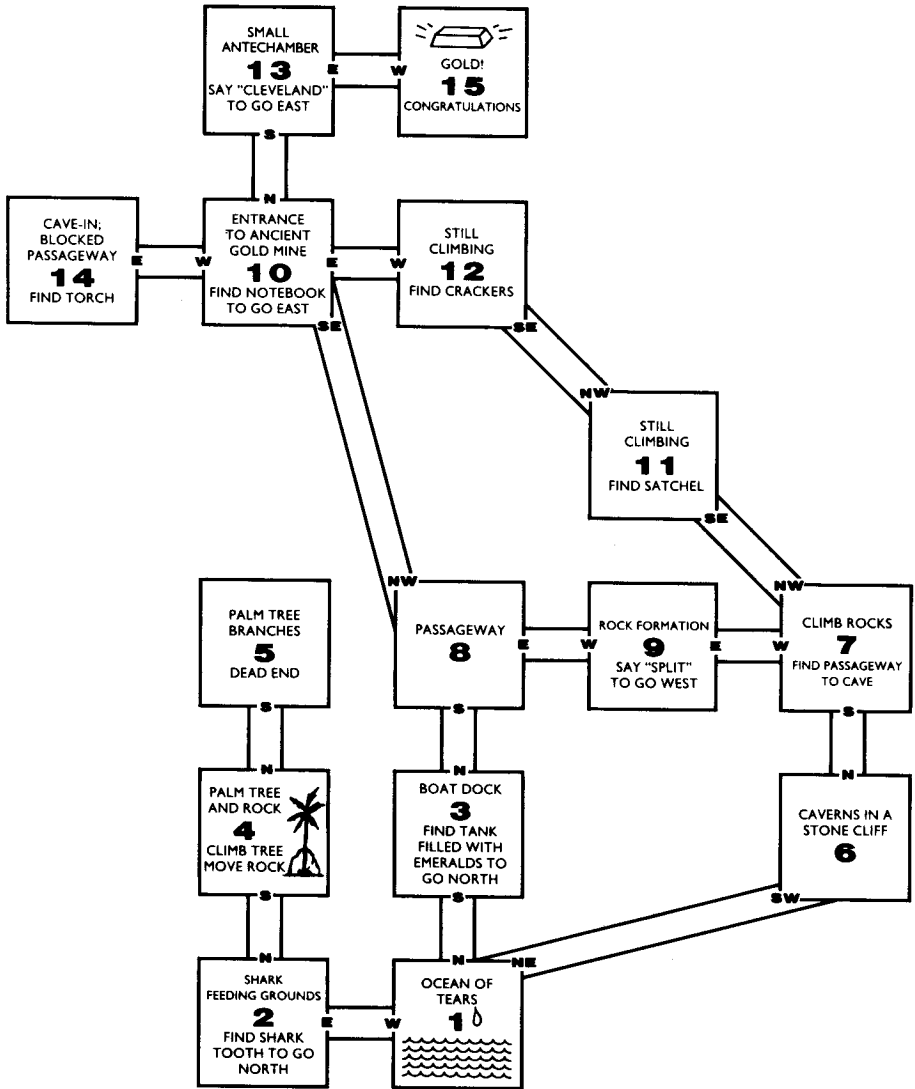 SMALL
ANTECHAMBER
13
SAY "CLEVELAND"
TO GO EAST
E
S
W
GOLD!
15
CONGRATULATIONS
CAVE-IN;
BLOCKED
PASSAGEWAY
14
FIND TORCH
E
N
ENTRANCE
TO ANCIENT
GOLD MINE
10
FIND NOTEBOOK
TO GO EAST
W
E
SE
STILL
CLIMBING
12
FIND CRACKERS
W
SE
NW
STILL
CLIMBING
11
FIND SATCHEL
SE
PALM TREE
BRANCHES
5
DEAD END
S
NW
PASSAGEWAY
8
E
S
ROCK FORMATION
9
SAY "SPLIT"
TO GO WEST
W
E
NW
CLIMB ROCKS
7
FIND PASSAGEWAY
TO CAVE
W
S
N
PALM TREE
AND ROCK
4
CLIMB TREE
MOVE ROCK
S
N
BOAT DOCK
3
FIND TANK
FILLED WITH
EMERALDS TO
GO NORTH
S
N
CAVERNS IN A
STONE CLIFF
6
SW
N
SHARK
FEEDING GROUNDS
2
FIND SHARK
TOOTH TO GO
NORTH
E
N
NE
OCEAN OF
TEARS
1
W